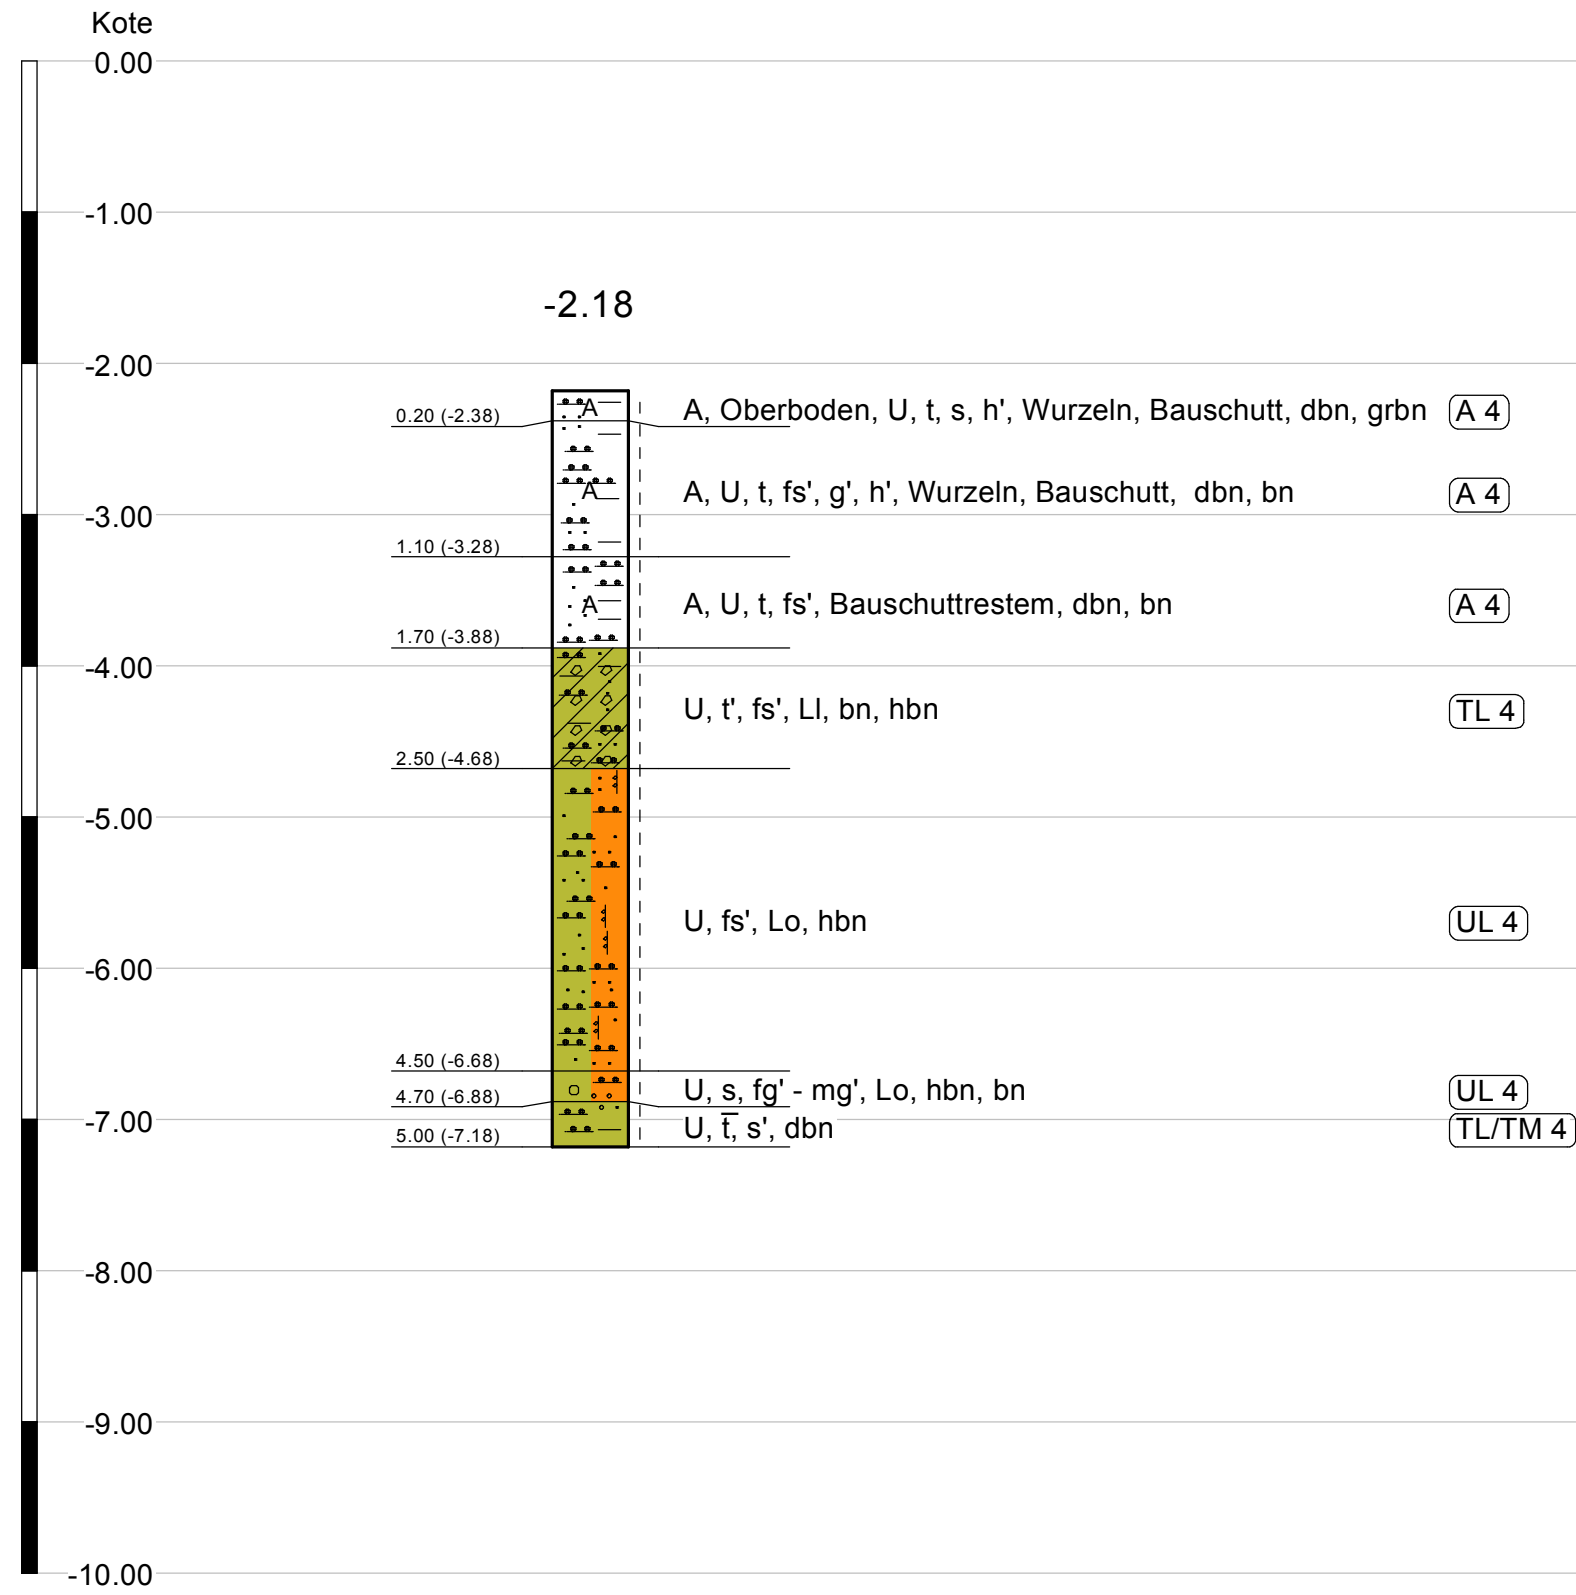 Kote
0.00
-1.00
-2.18
-2.00
A
0.20 (-2.38)
A, Oberboden, U, t, s, h', Wurzeln, Bauschutt, dbn, grbn A 4
A
A, U, t, fs', g', h', Wurzeln, Bauschutt, dbn, bn A 4
-3.00
1.10 (-3.28)
A
A, U, t, fs', Bauschuttrestem, dbn, bn A 4
1.70 (-3.88)
-4.00
U, t', fs', Ll, bn, hbn TL 4
2.50 (-4.68)
-5.00
U, fs', Lo, hbn UL 4
-6.00
4.50 (-6.68)
4.70 (-6.88)
U, s, fg' - mg', Lo, hbn, bn UL 4
-7.00
5.00 (-7.18)
U, t̅, s', dbn TL/TM 4
-8.00
-9.00
-10.00